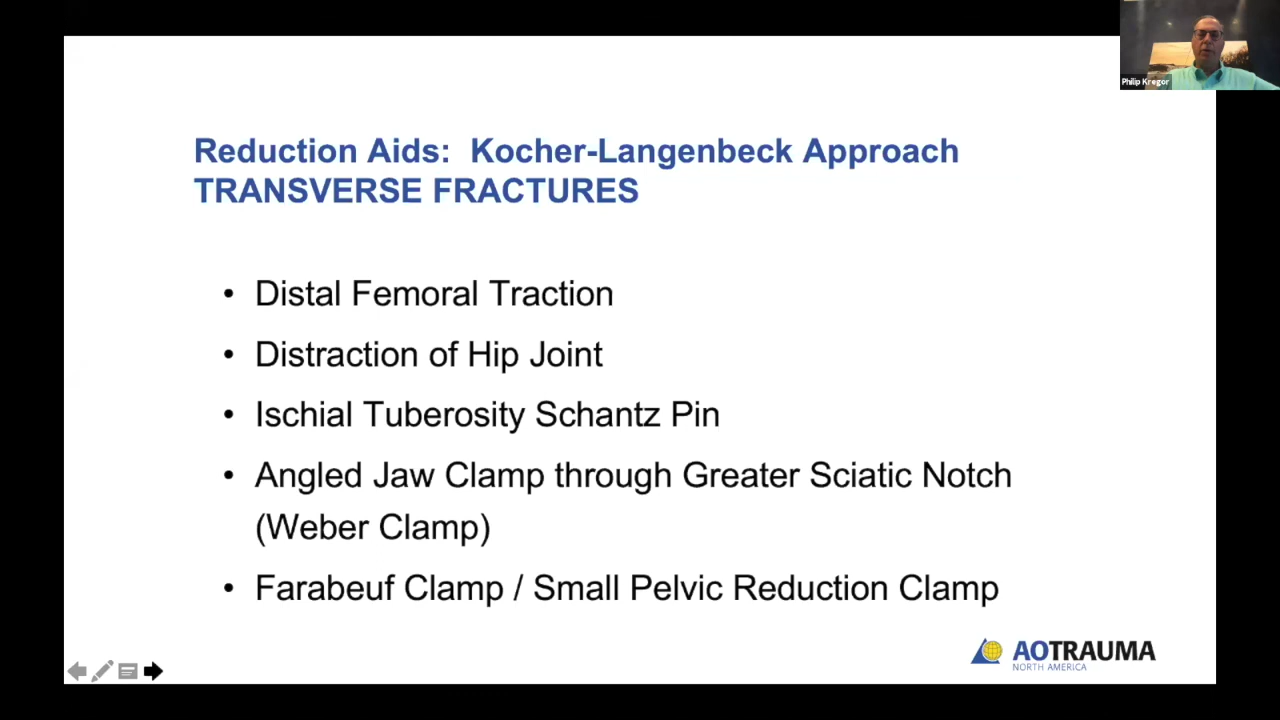 Philip Kregor
Reduction Aids:  Kocher-Langenbeck Approach
TRANSVERSE FRACTURES
• Distal Femoral Traction
• Distraction of Hip Joint
• Ischial Tuberosity Schantz Pin
• Angled Jaw Clamp through Greater Sciatic Notch
(Weber Clamp)
• Farabeuf Clamp / Small Pelvic Reduction Clamp
AOTRAUMA
NORTH AMERICA